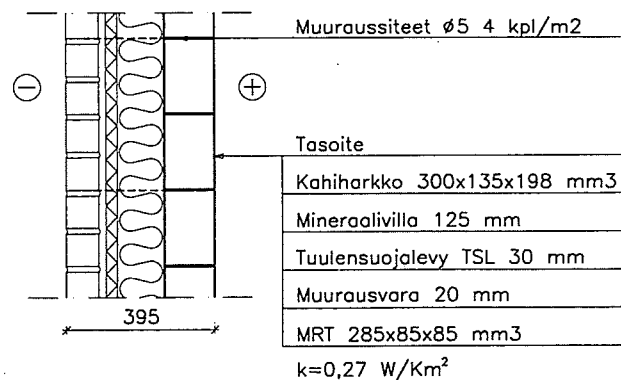 Muuraussiteet ø5 4 kpl/m2
−
+
Tasoite
Kahiharkko 300x135x198 mm3
Mineraalivilla 125 mm
Tuulensuojalevy TSL 30 mm
Muurausvara 20 mm
MRT 285x85x85 mm3
k=0,27 W/Km²
395